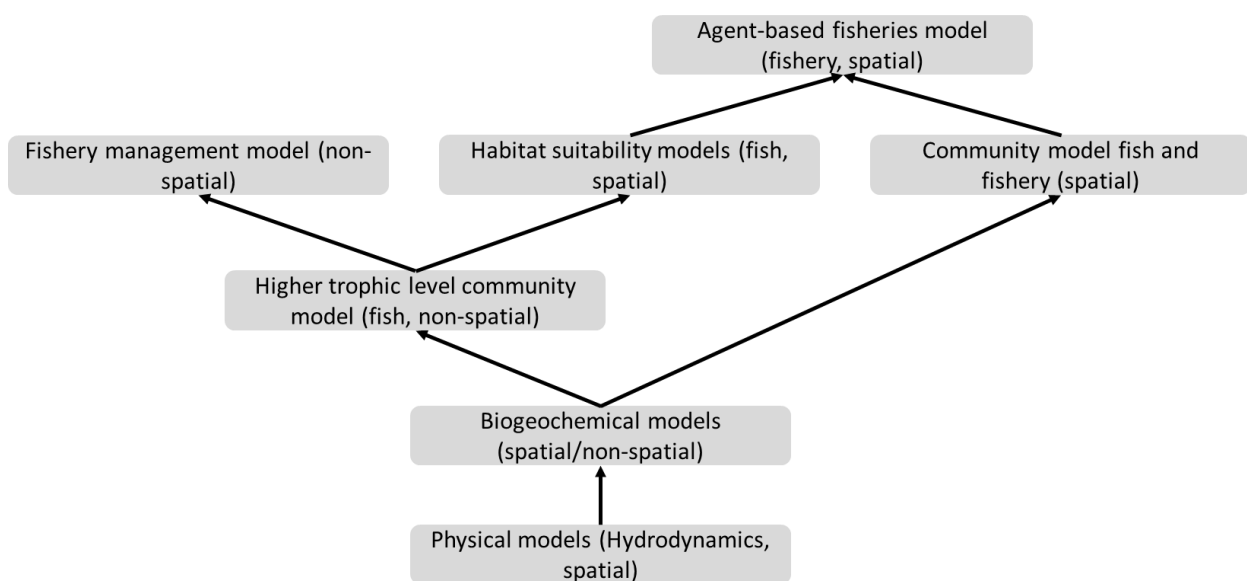 Agent-based fisheries model
(fishery, spatial)
Fishery management model (non-
spatial)
Habitat suitability models (fish,
spatial)
Community model fish and
fishery (spatial)
Higher trophic level community
model (fish, non-spatial)
Biogeochemical models
(spatial/non-spatial)
Physical models (Hydrodynamics,
spatial)